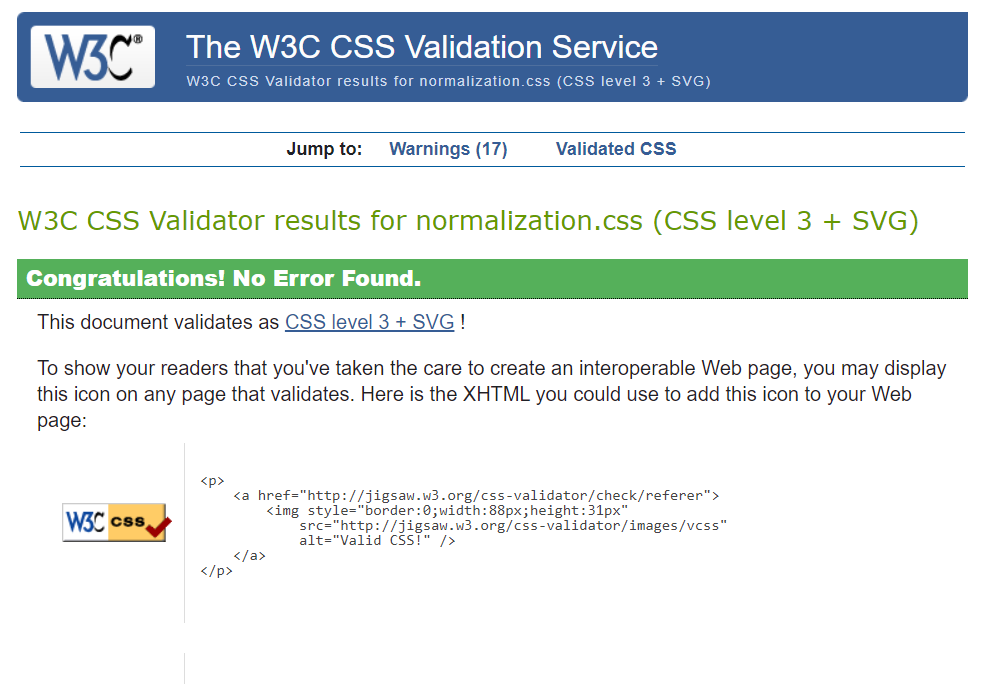 W3C®
The W3C CSS Validation Service
W3C CSS Validator results for normalization.css (CSS level 3 + SVG)
Jump to: Warnings (17) Validated CSS
W3C CSS Validator results for normalization.css (CSS level 3 + SVG)
Congratulations! No Error Found.
This document validates as CSS level 3 + SVG !
To show your readers that you've taken the care to create an interoperable Web page, you may display
this icon on any page that validates. Here is the XHTML you could use to add this icon to your Web
page:
W3C css
<p>
    <a href="http://jigsaw.w3.org/css-validator/check/referer">
        <img style="border:0;width:88px;height:31px"
            src="http://jigsaw.w3.org/css-validator/images/vcss"
            alt="Valid CSS!" />
    </a>
</p>